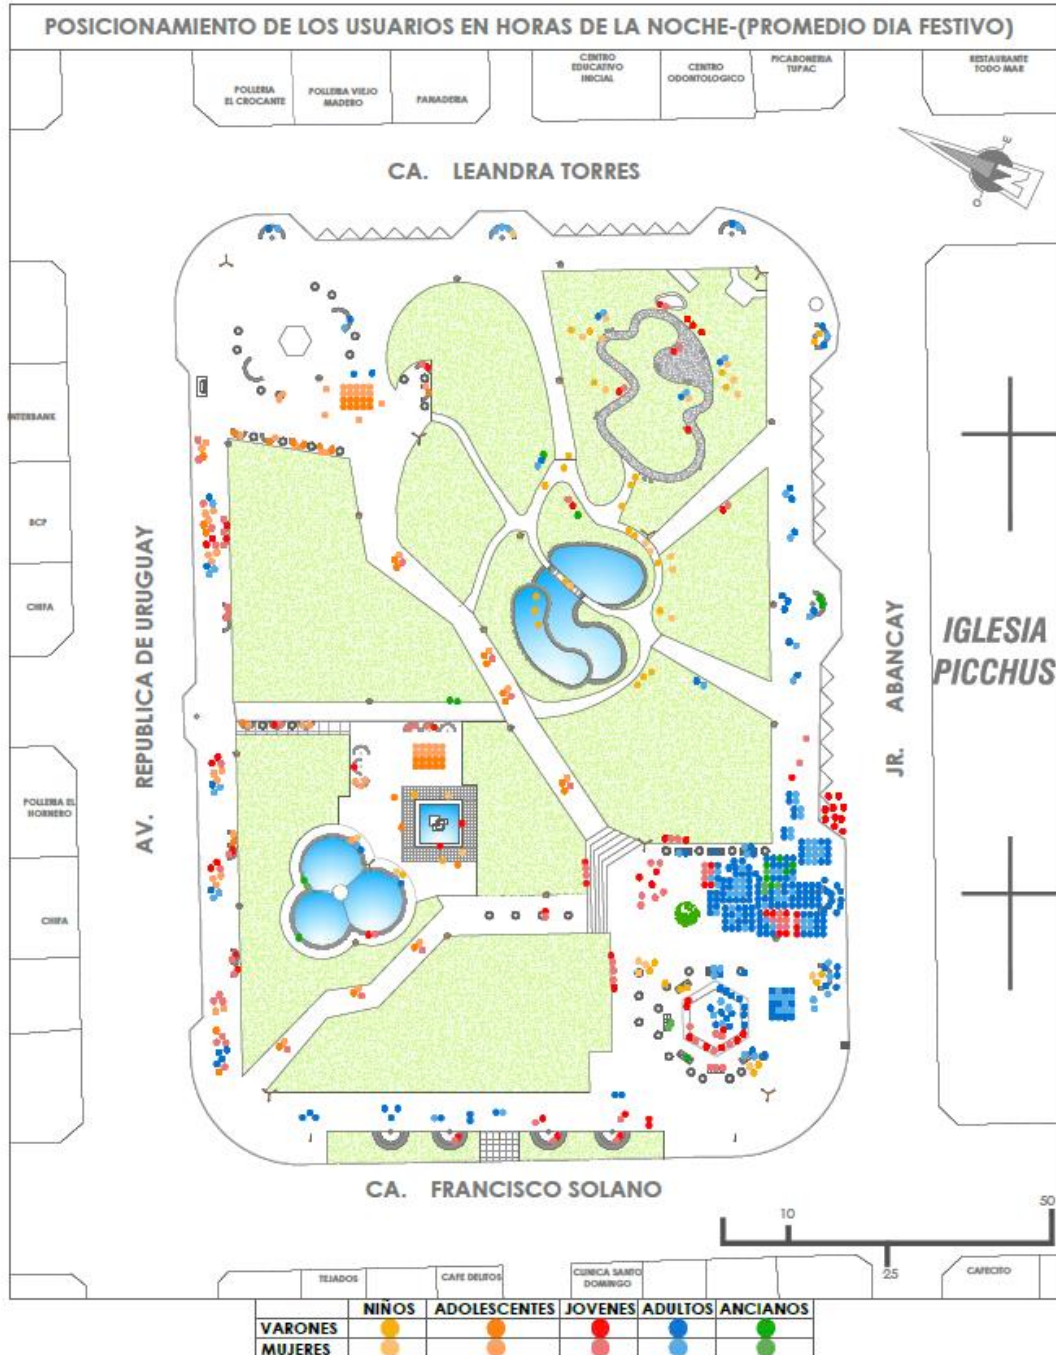 POSICIONAMIENTO DE LOS USUARIOS EN HORAS DE LA NOCHE-(PROMEDIO DIA FESTIVO)
POLLERIA
EL CROCANTE
POLLERIA VIEJO
MADERO
PANADERIA
CENTRO
EDUCATIVO
INICIAL
CENTRO
ODONTOLOGICO
PICARONERIA
TUPAC
RESTAURANTE
TODO MAR
CA. LEANDRA TORRES
E
N
O
INTERBANK
BCP
CHIFA
AV. REPUBLICA DE URUGUAY
JR. ABANCAY
IGLESIA
PICCHUS
POLLERIA EL
HORNERO
CHIFA
CA. FRANCISCO SOLANO
10
50
25
TEJADOS
CAFE DELITOS
CLINICA SANTO
DOMINGO
CAFECITO
NIÑOS ADOLESCENTES JOVENES ADULTOS ANCIANOS
VARONES
MUJERES